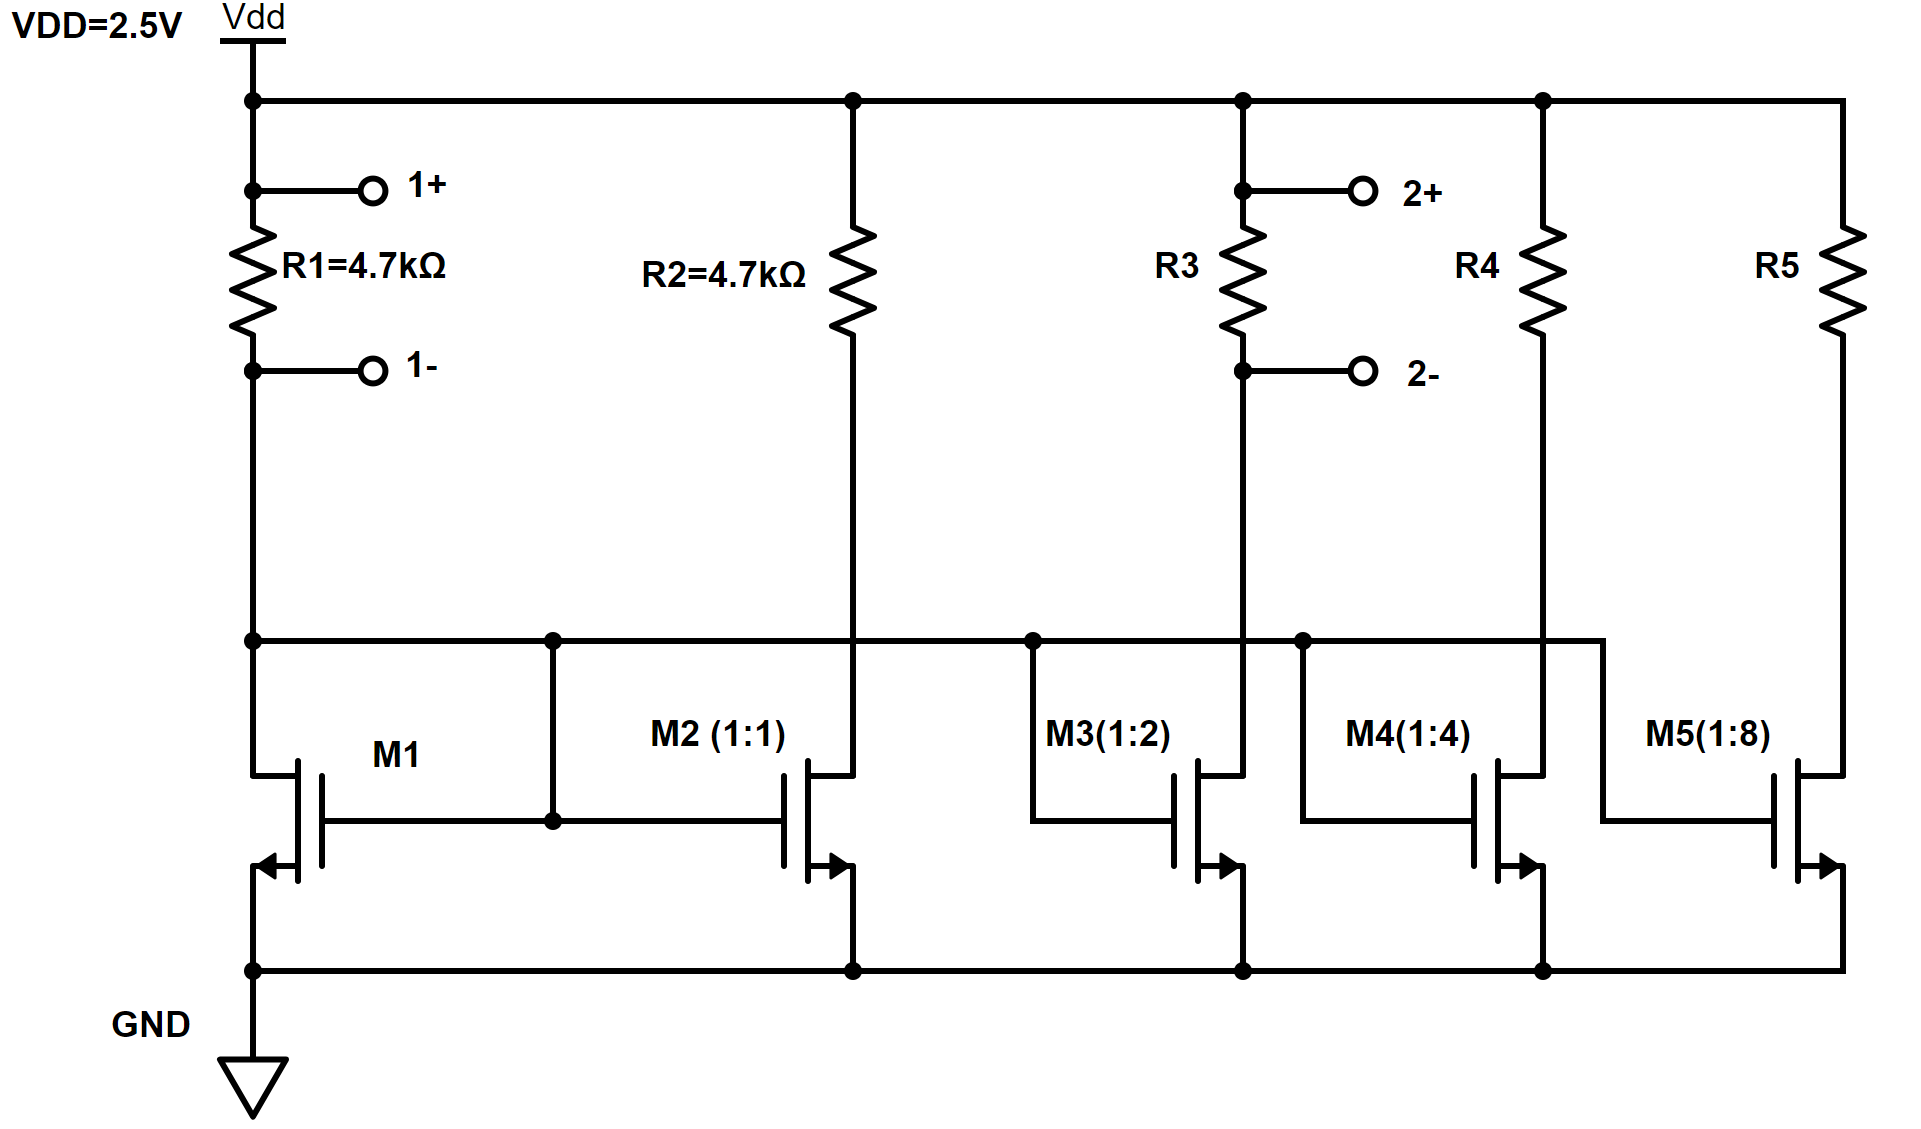 VDD=2.5V
Vdd
1+
2+
R1=4.7kΩ
R2=4.7kΩ
R3
R4
R5
1-
2-
M1
M2 (1:1)
M3(1:2)
M4(1:4)
M5(1:8)
GND